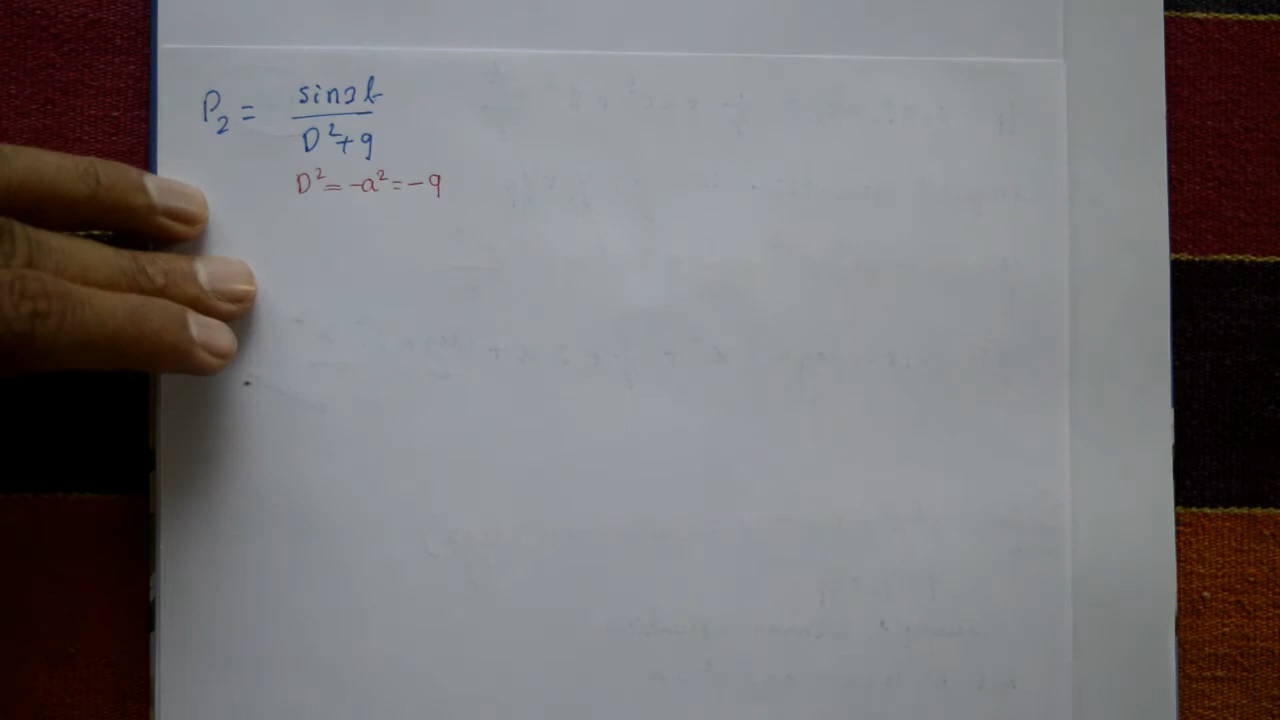 P₂ = sin3t / D²+9
D² = -a² = -9